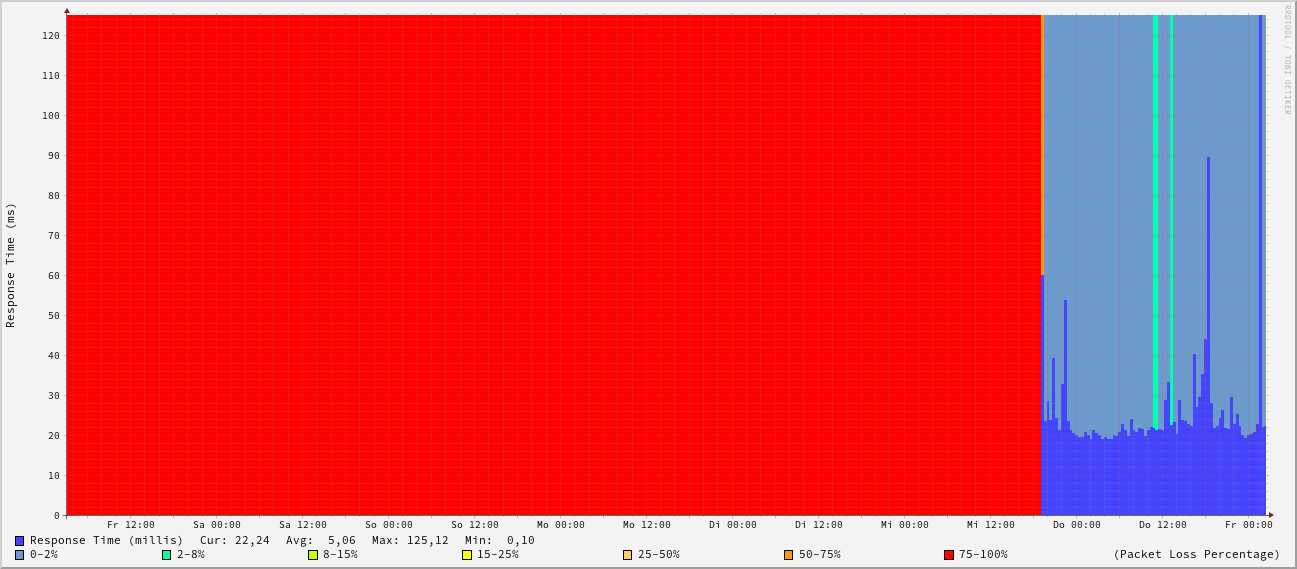 RRDTOOL / TOBI OETIKER
Response Time (ms)
120
110
100
90
80
70
60
50
40
30
20
10
0
Fr 12:00 Sa 00:00 Sa 12:00 So 00:00 So 12:00 Mo 00:00 Mo 12:00 Di 00:00 Di 12:00 Mi 00:00 Mi 12:00 Do 00:00 Do 12:00 Fr 00:00
Response Time (millis) Cur: 22,24 Avg: 5,06 Max: 125,12 Min: 0,10
0-2% 2-8% 8-15% 15-25% 25-50% 50-75% 75-100% (Packet Loss Percentage)